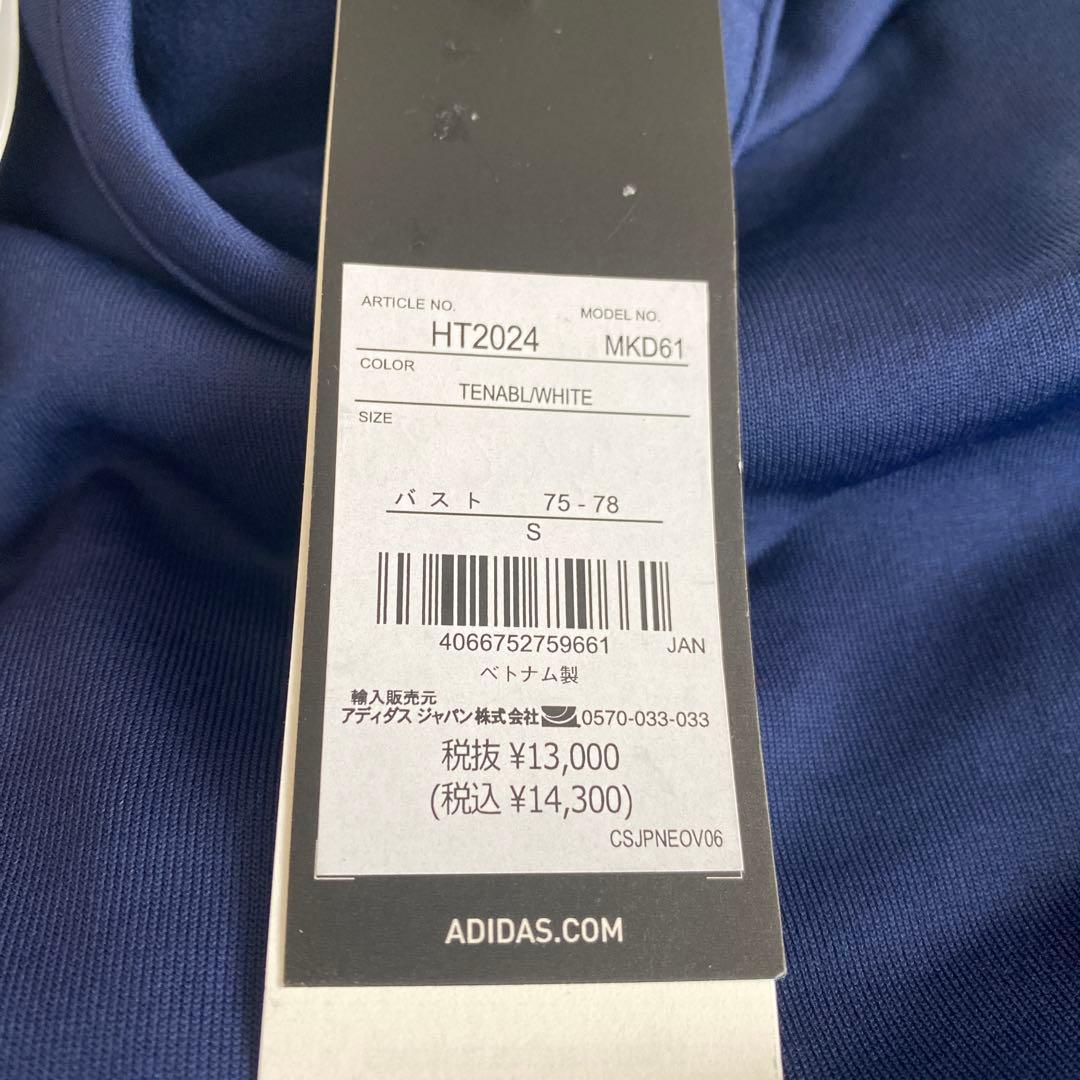 ARTICLE NO. MODEL NO.
HT2024 MKD61
COLOR
TENABL/WHITE
SIZE
バスト 75 - 78
S
4066752759661 JAN
ベトナム製
輸入販売元
アディダス ジャパン株式会社 0570-033-033
税抜 ¥13,000
(税込 ¥14,300)
CSJPNEOV06
ADIDAS.COM